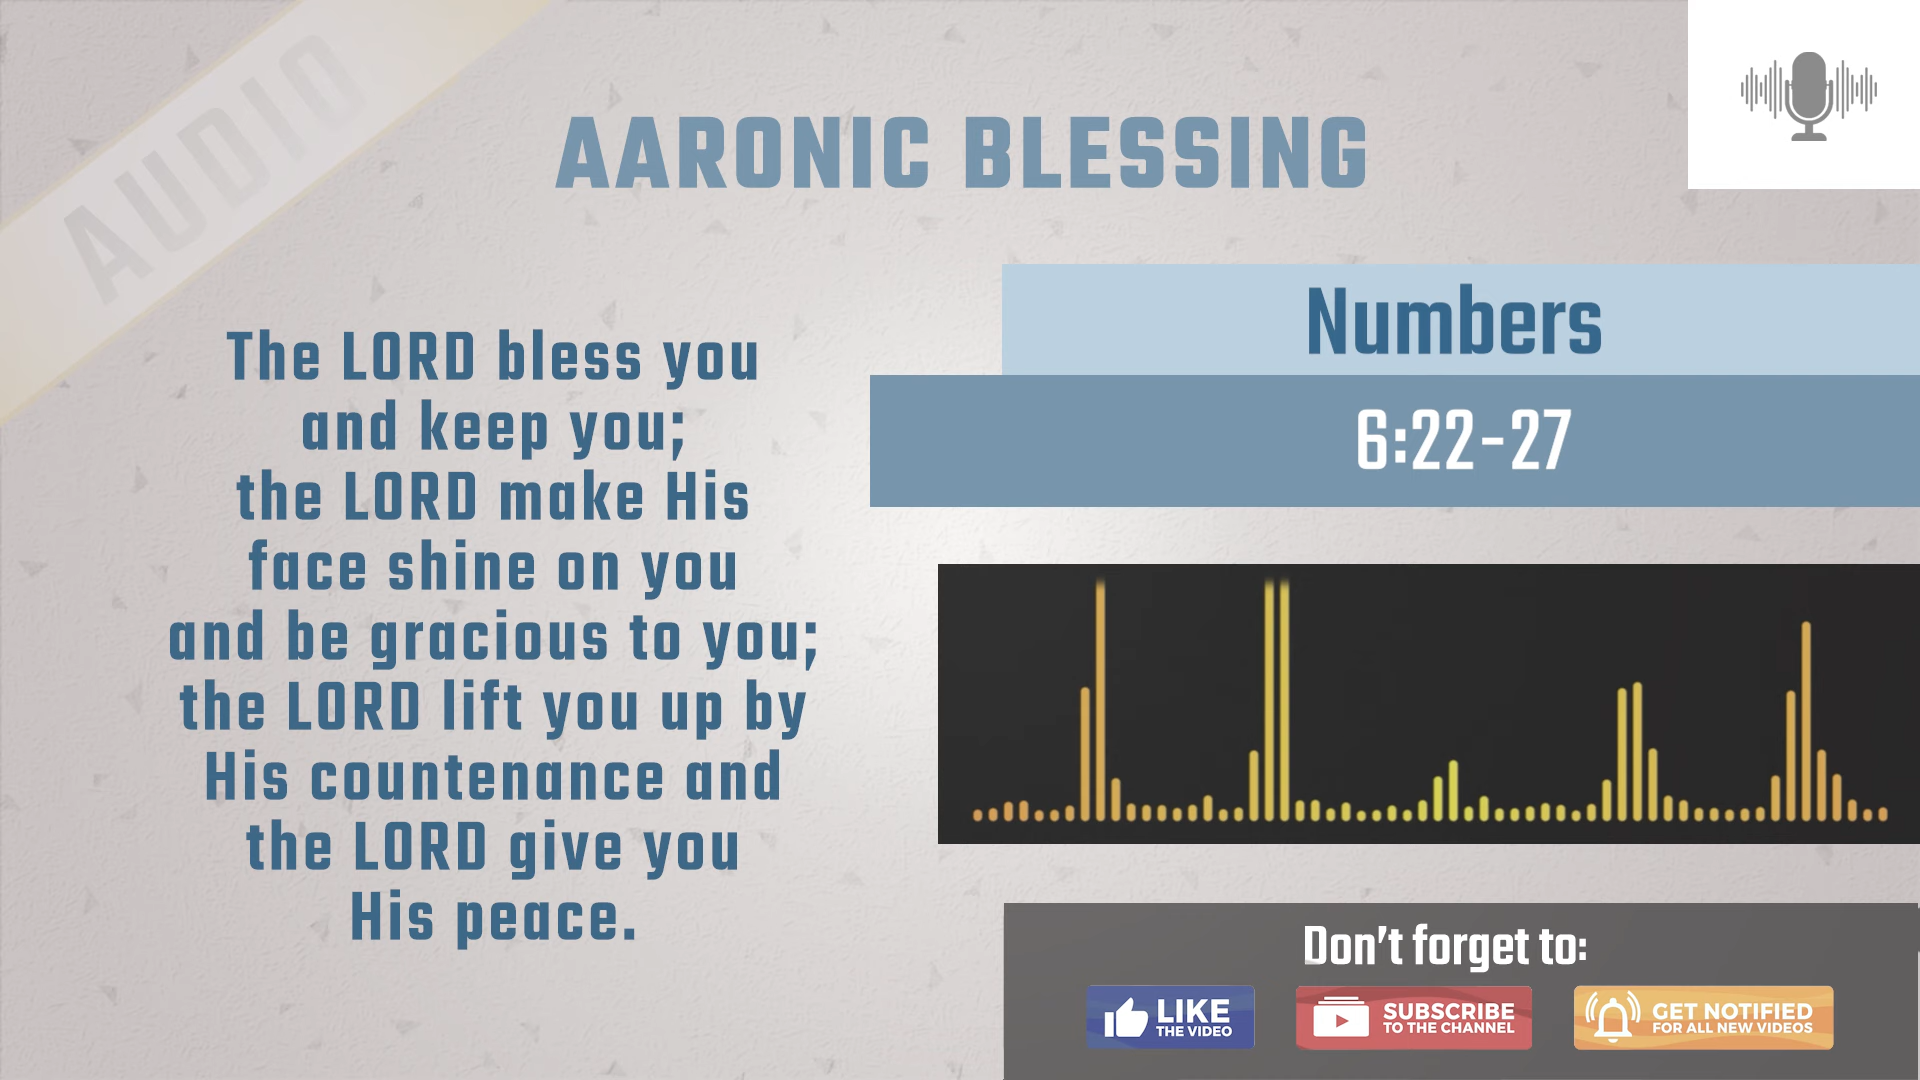 AUDIO
AARONIC BLESSING
The LORD bless you
and keep you;
the LORD make His
face shine on you
and be gracious to you;
the LORD lift you up by
His countenance and
the LORD give you
His peace.
Numbers
6:22-27
Don't forget to:
LIKE
THE VIDEO
SUBSCRIBE
TO THE CHANNEL
GET NOTIFIED
FOR ALL NEW VIDEOS